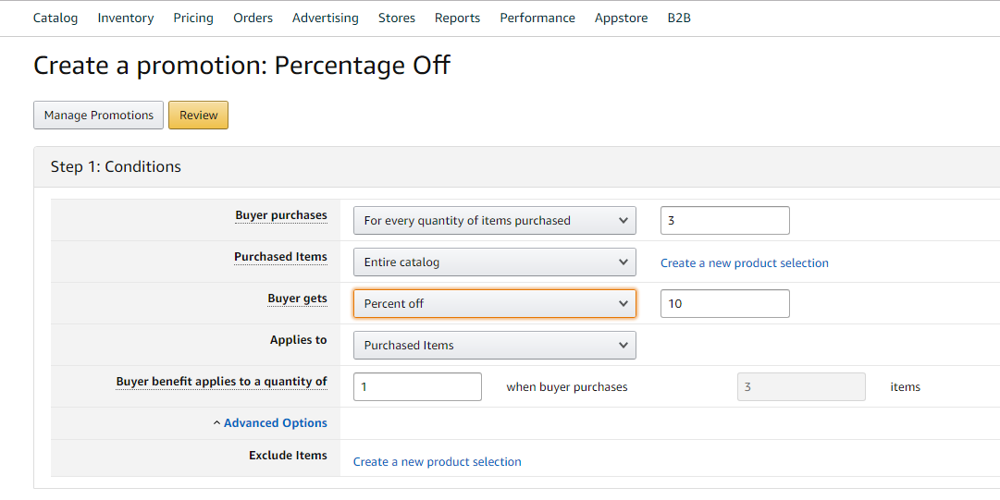 Catalog Inventory Pricing Orders Advertising Stores Reports Performance Appstore B2B
Create a promotion: Percentage Off
Manage Promotions Review
Step 1: Conditions
Buyer purchases For every quantity of items purchased 3
Purchased Items Entire catalog Create a new product selection
Buyer gets Percent off 10
Applies to Purchased Items
Buyer benefit applies to a quantity of 1 when buyer purchases 3 items
Advanced Options
Exclude Items Create a new product selection